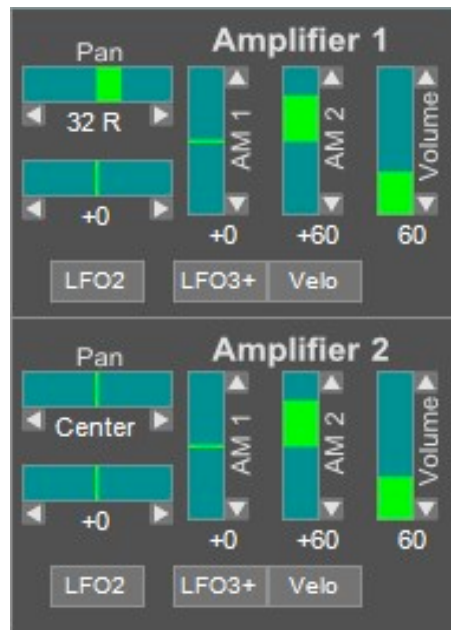 Amplifier 1
Pan
32 R
+0
AM 1
+0
AM 2
+60
Volume
60
LFO2
LFO3+
Velo
Amplifier 2
Pan
Center
+0
AM 1
+0
AM 2
+60
Volume
60
LFO2
LFO3+
Velo